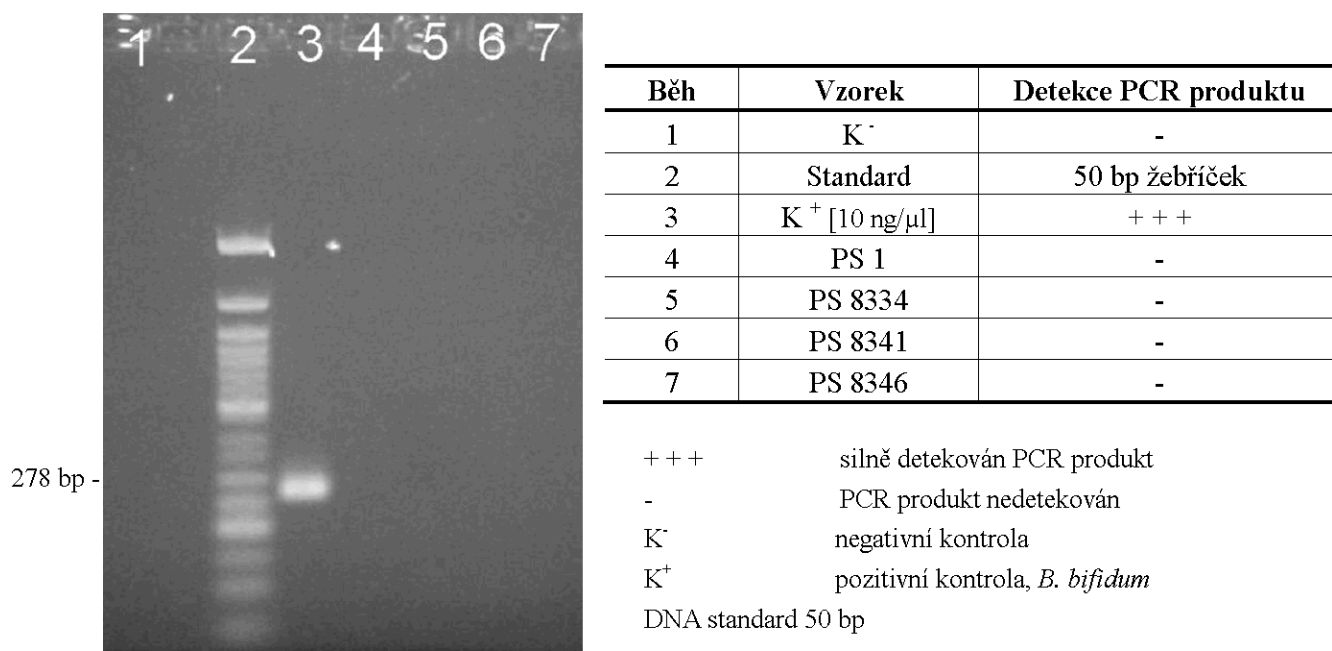 1 2 3 4 5 6 7
278 bp -
Běh Vzorek Detekce PCR produktu
1 K⁻ -
2 Standard 50 bp žebříček
3 K⁺ [10 ng/µl] + + +
4 PS 1 -
5 PS 8334 -
6 PS 8341 -
7 PS 8346 -
+ + + silně detekován PCR produkt
- PCR produkt nedetekován
K⁻ negativní kontrola
K⁺ pozitivní kontrola, B. bifidum
DNA standard 50 bp